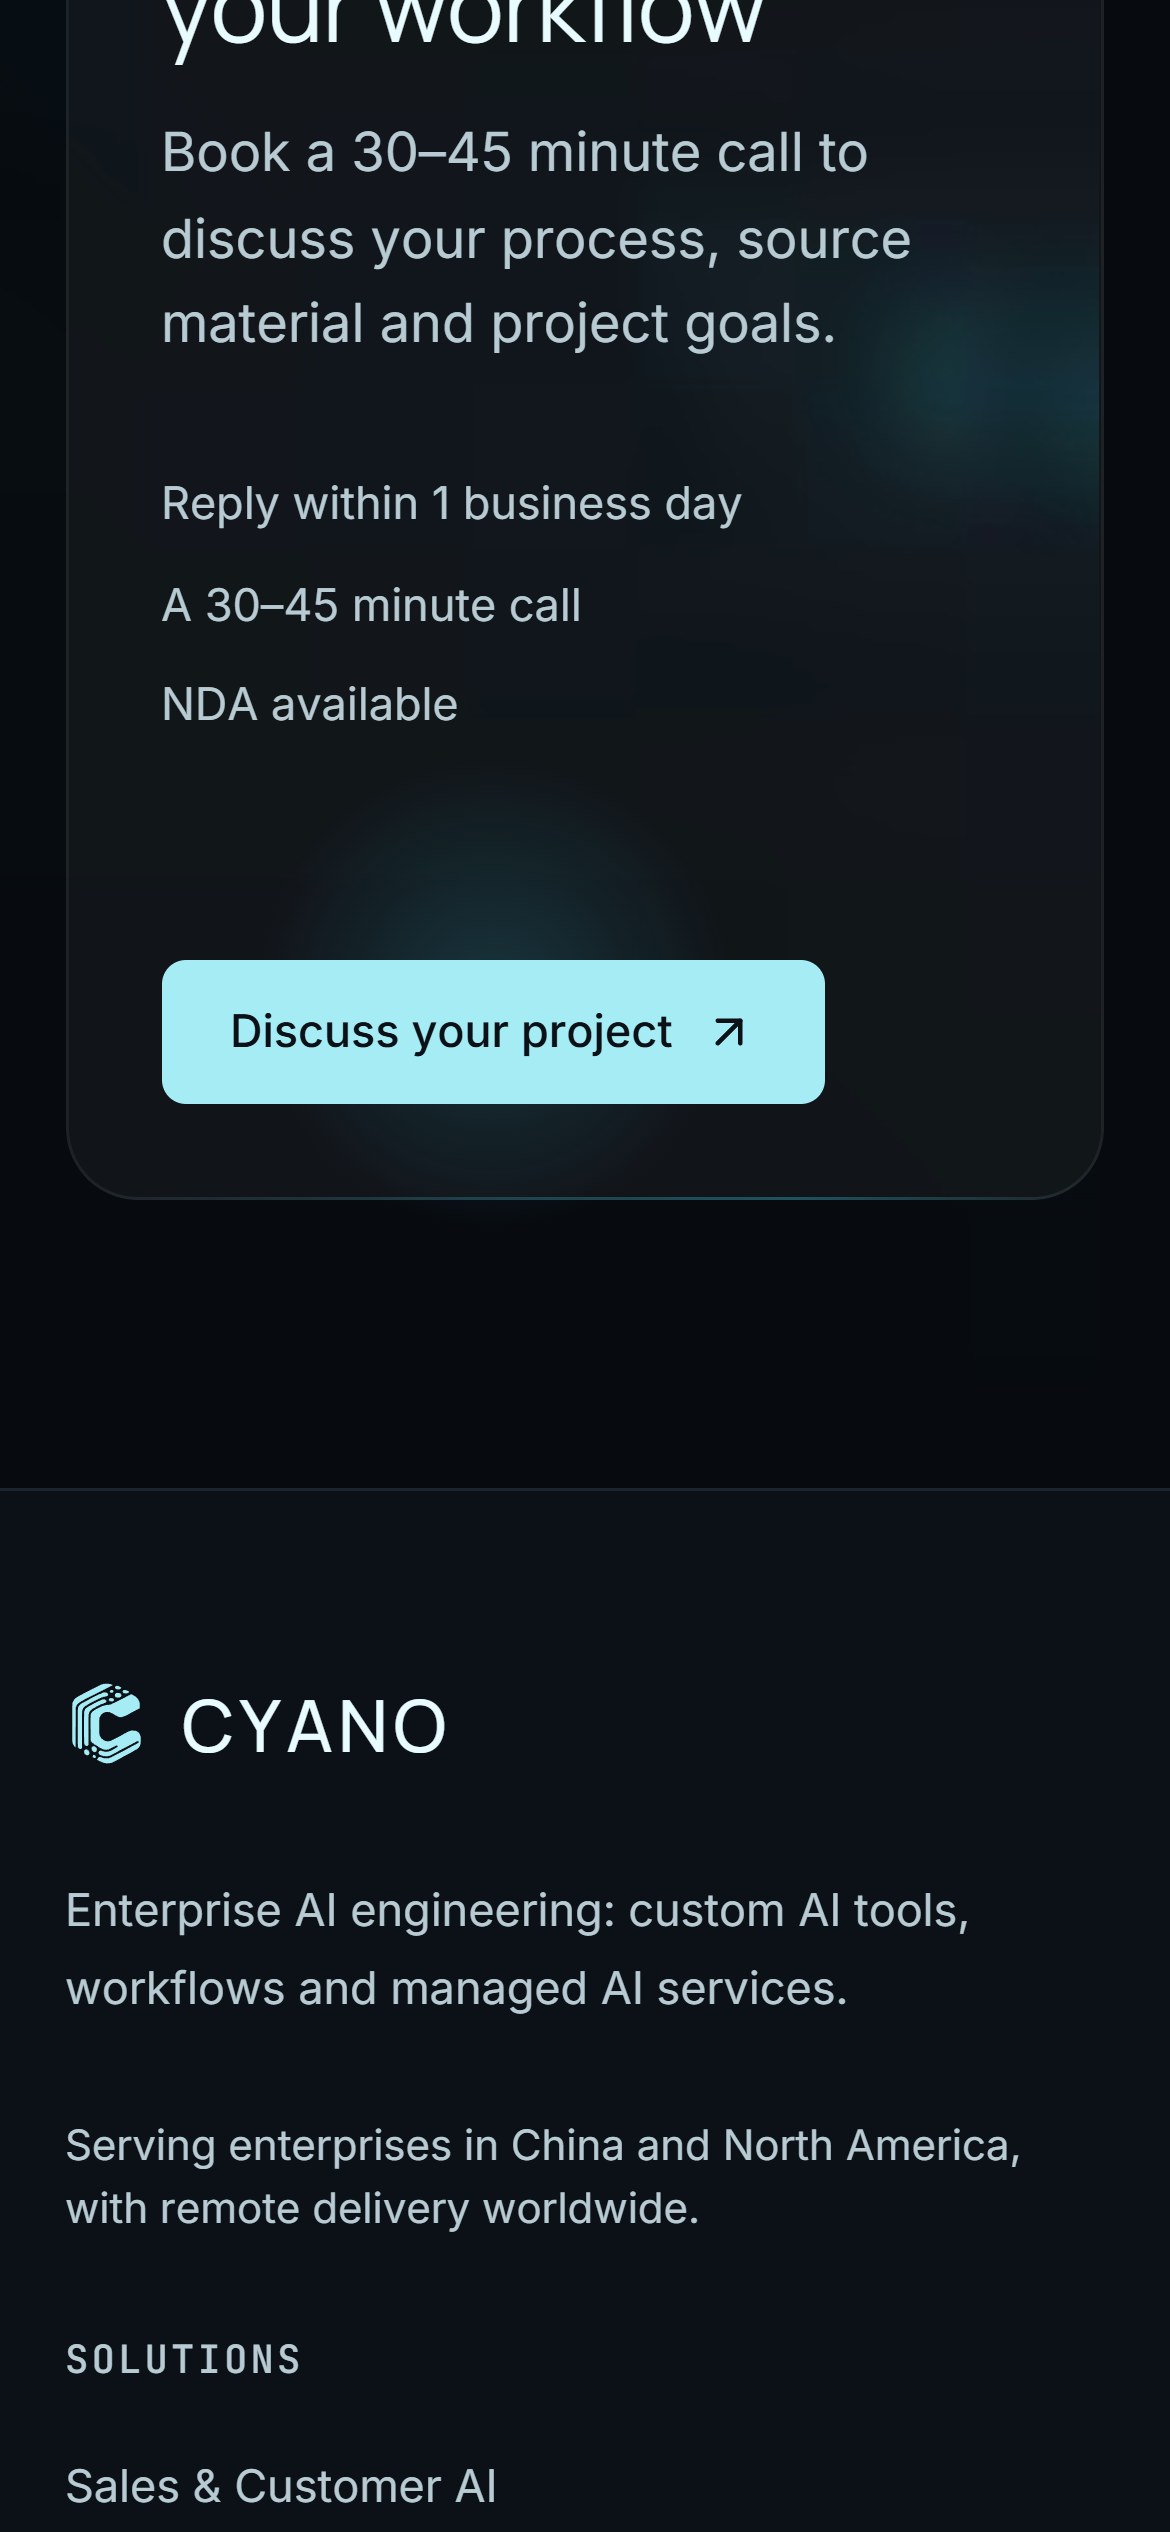 your workflow
Book a 30–45 minute call to
discuss your process, source
material and project goals.
Reply within 1 business day
A 30–45 minute call
NDA available
Discuss your project
CYANO
Enterprise AI engineering: custom AI tools,
workflows and managed AI services.
Serving enterprises in China and North America,
with remote delivery worldwide.
SOLUTIONS
Sales & Customer AI